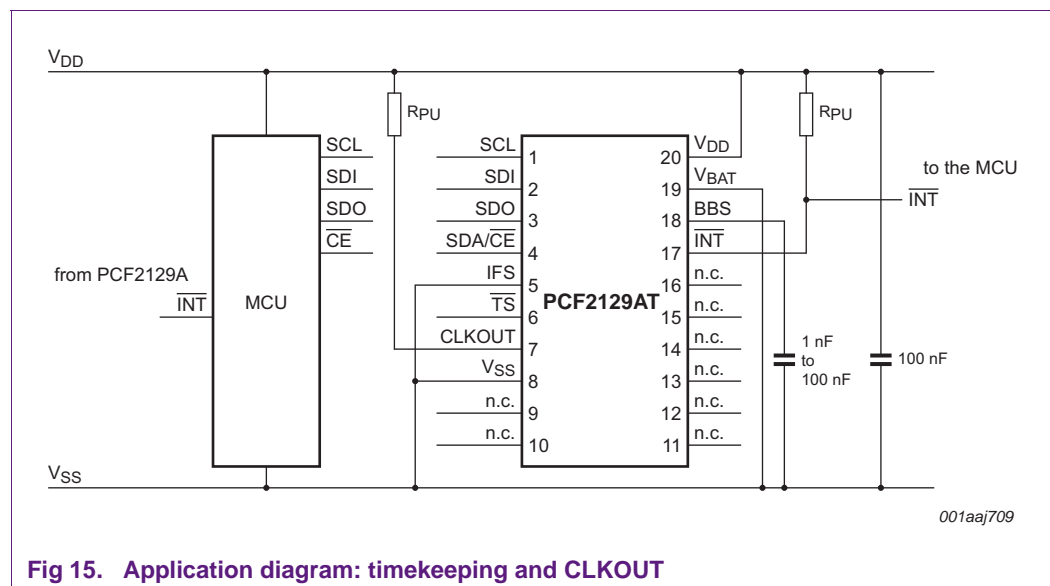 VDD
RPU
RPU
SCL
SDI
SDO
CE
from PCF2129A
INT
MCU
SCL 1
SDI 2
SDO 3
SDA/CE 4
IFS 5
TS 6
CLKOUT 7
VSS 8
n.c. 9
n.c. 10
PCF2129AT
20 VDD
19 VBAT
18 BBS
17 INT
16 n.c.
15 n.c.
14 n.c.
13 n.c.
12 n.c.
11 n.c.
to the MCU
INT
1 nF
to
100 nF
100 nF
VSS
001aaj709
Fig 15. Application diagram: timekeeping and CLKOUT